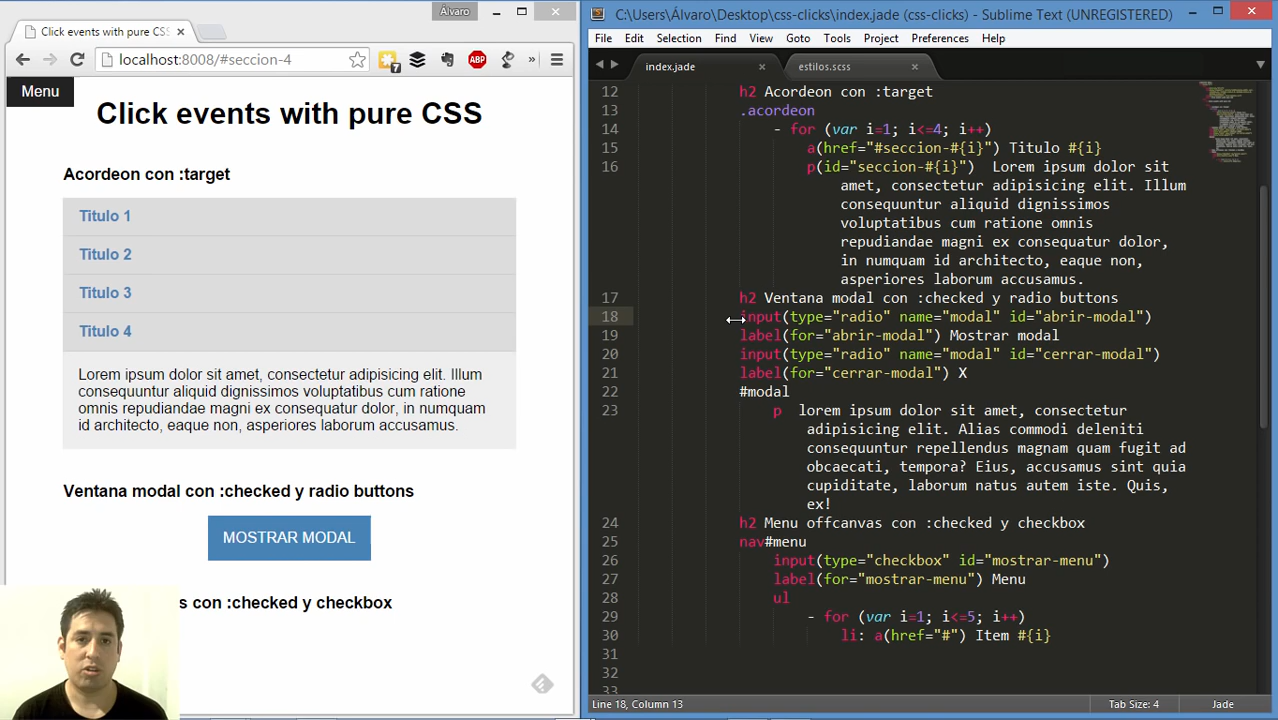 Álvaro
Click events with pure CSS
localhost:8008/#seccion-4
7
ABP
»
Menu
Click events with pure CSS
Acordeon con :target
Titulo 1
Titulo 2
Titulo 3
Titulo 4
Lorem ipsum dolor sit amet, consectetur adipisicing elit. Illum
consequuntur aliquid dignissimos voluptatibus cum ratione
omnis repudiandae magni ex consequatur dolor, in numquam
id architecto, eaque non, asperiores laborum accusamus.
Ventana modal con :checked y radio buttons
MOSTRAR MODAL
s con :checked y checkbox
C:\Users\Álvaro\Desktop\css-clicks\index.jade (css-clicks) - Sublime Text (UNREGISTERED)
File Edit Selection Find View Goto Tools Project Preferences Help
index.jade estilos.scss
12 h2 Acordeon con :target
13 .acordeon
14 - for (var i=1; i<=4; i++)
15 a(href="#seccion-#{i}") Titulo #{i}
16 p(id="seccion-#{i}") Lorem ipsum dolor sit
amet, consectetur adipisicing elit. Illum
consequuntur aliquid dignissimos
voluptatibus cum ratione omnis
repudiandae magni ex consequatur dolor,
in numquam id architecto, eaque non,
asperiores laborum accusamus.
17 h2 Ventana modal con :checked y radio buttons
18 input(type="radio" name="modal" id="abrir-modal")
19 label(for="abrir-modal") Mostrar modal
20 input(type="radio" name="modal" id="cerrar-modal")
21 label(for="cerrar-modal") X
22 #modal
23 p lorem ipsum dolor sit amet, consectetur
adipisicing elit. Alias commodi deleniti
consequuntur repellendus magnam quam fugit ad
obcaecati, tempora? Eius, accusamus sint quia
cupiditate, laborum natus autem iste. Quis,
ex!
24 h2 Menu offcanvas con :checked y checkbox
25 nav#menu
26 input(type="checkbox" id="mostrar-menu")
27 label(for="mostrar-menu") Menu
28 ul
29 - for (var i=1; i<=5; i++)
30 li: a(href="#") Item #{i}
31
32
33
Line 18, Column 13 Tab Size: 4 Jade